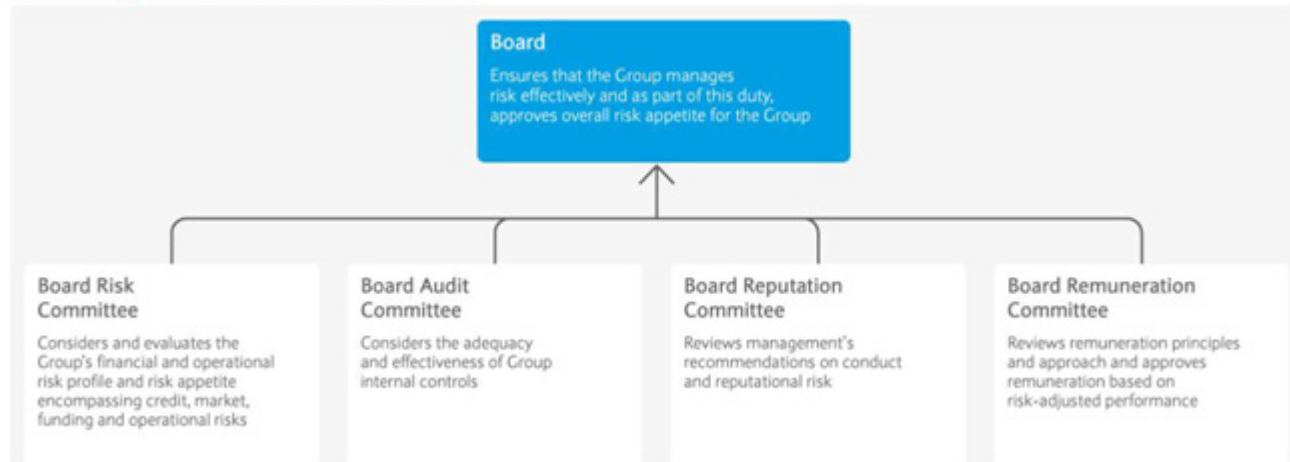 Board
Ensures that the Group manages
risk effectively and as part of this duty,
approves overall risk appetite for the Group
Board Risk
Committee
Considers and evaluates the
Group's financial and operational
risk profile and risk appetite
encompassing credit, market,
funding and operational risks
Board Audit
Committee
Considers the adequacy
and effectiveness of Group
internal controls
Board Reputation
Committee
Reviews management's
recommendations on conduct
and reputational risk
Board Remuneration
Committee
Reviews remuneration principles
and approach and approves
remuneration based on
risk-adjusted performance